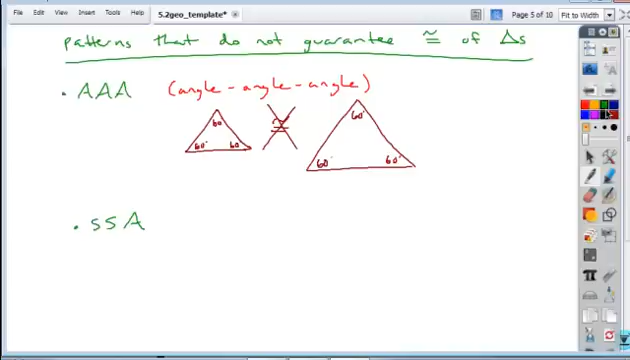 File Edit View Insert Tools Help
5.2geo_template*
Page 5 of 10
Fit to Width
patterns that do not guarantee ≅ of Δs
. AAA (angle - angle - angle)
60° 60° 60° ≅ 60° 60° 60°
. SSA